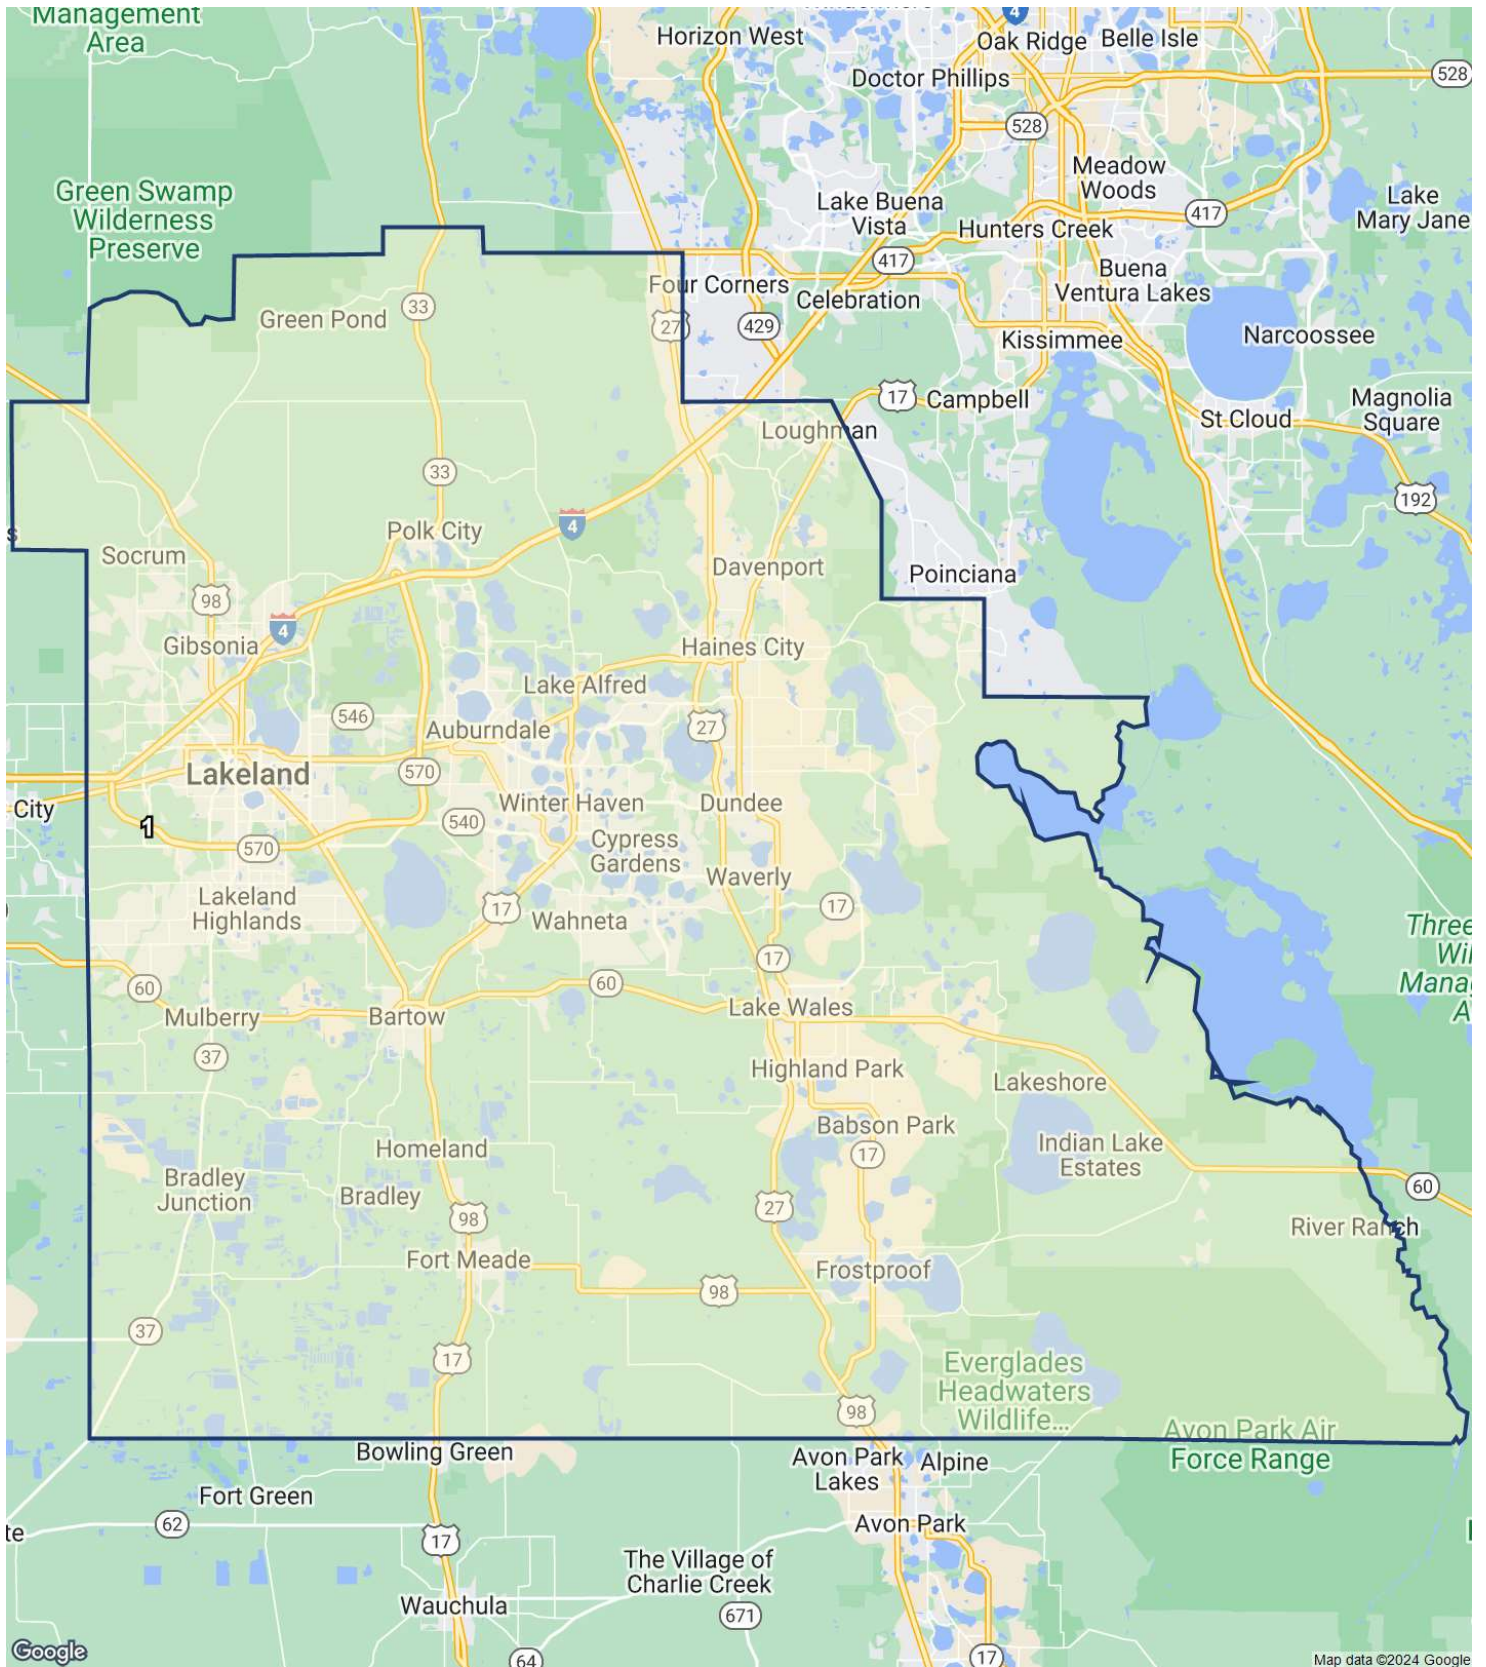 Management
Area
Horizon West
4
Oak Ridge
Belle Isle
Doctor Phillips
528
528
Green Swamp
Wilderness
Preserve
Meadow
Woods
Lake
Mary Jane
Lake Buena
Vista
417
Hunters Creek
417
Four Corners
Celebration
Buena
Ventura Lakes
Green Pond
33
27
429
Kissimmee
Narcoossee
17
Campbell
St Cloud
Magnolia
Square
Loughman
33
192
4
Polk City
s
Socrum
Davenport
Poinciana
98
4
Gibsonia
Haines City
Lake Alfred
546
Auburndale
27
Lakeland
570
City
1
Winter Haven
Dundee
540
570
Cypress
Gardens
Waverly
Lakeland
Highlands
17
Wahneta
17
Three
Wil
Mana
A
17
60
60
Mulberry
Bartow
Lake Wales
37
Highland Park
Lakeshore
Babson Park
17
Homeland
Indian Lake
Estates
Bradley
Junction
Bradley
98
27
60
River Ranch
Fort Meade
Frostproof
98
37
17
Everglades
Headwaters
Wildlife...
98
Avon Park Air
Force Range
Bowling Green
Avon Park
Lakes
Alpine
Fort Green
62
te
17
Avon Park
The Village of
Charlie Creek
Wauchula
671
Google
64
17
Map data ©2024 Google